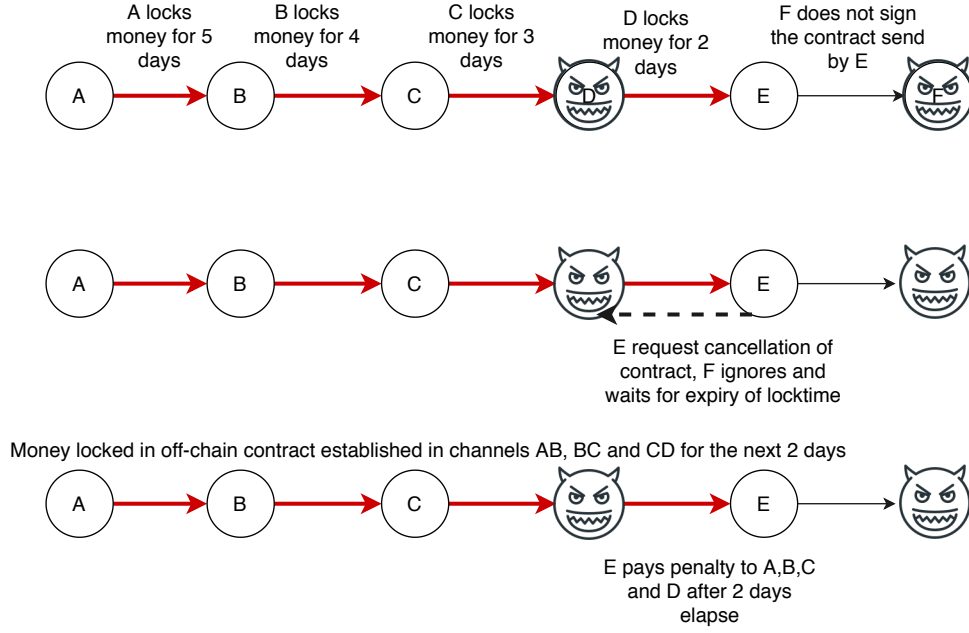 A locks
money for 5
days
B locks
money for 4
days
C locks
money for 3
days
D locks
money for 2
days
F does not sign
the contract send
by E
A
B
C
D
E
F
A
B
C
E
E request cancellation of
contract, F ignores and
waits for expiry of locktime
Money locked in off-chain contract established in channels AB, BC and CD for the next 2 days
A
B
C
E
E pays penalty to A,B,C
and D after 2 days
elapse